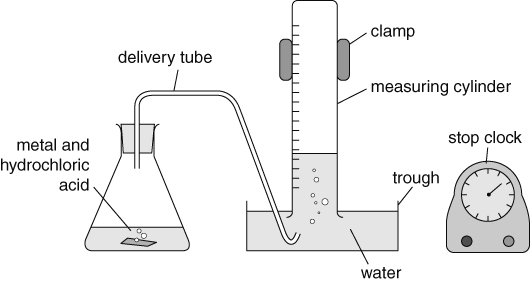 clamp
delivery tube
measuring cylinder
metal and
hydrochloric
acid
stop clock
trough
water